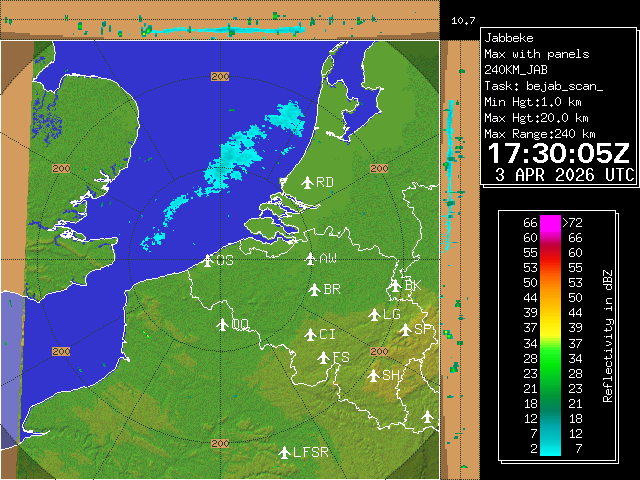 10.7
Jabbeke
Max with panels
240KM_JAB
Task: bejab_scan_
Min Hgt:1.0 km
Max Hgt:20.0 km
Max Range:240 km
17:30:05Z
3 APR 2026 UTC
200
200
200
RD
OS
AW
BR
BK
LG
QQ
CI
SP
FS
200
200
SH
200
LFSR
66 >72
60 66
55 60
53 55
50 53
44 50
39 44
37 39
34 37
28 34
23 28
21 23
18 21
12 18
7 12
2 7
Reflectivity in dBZ